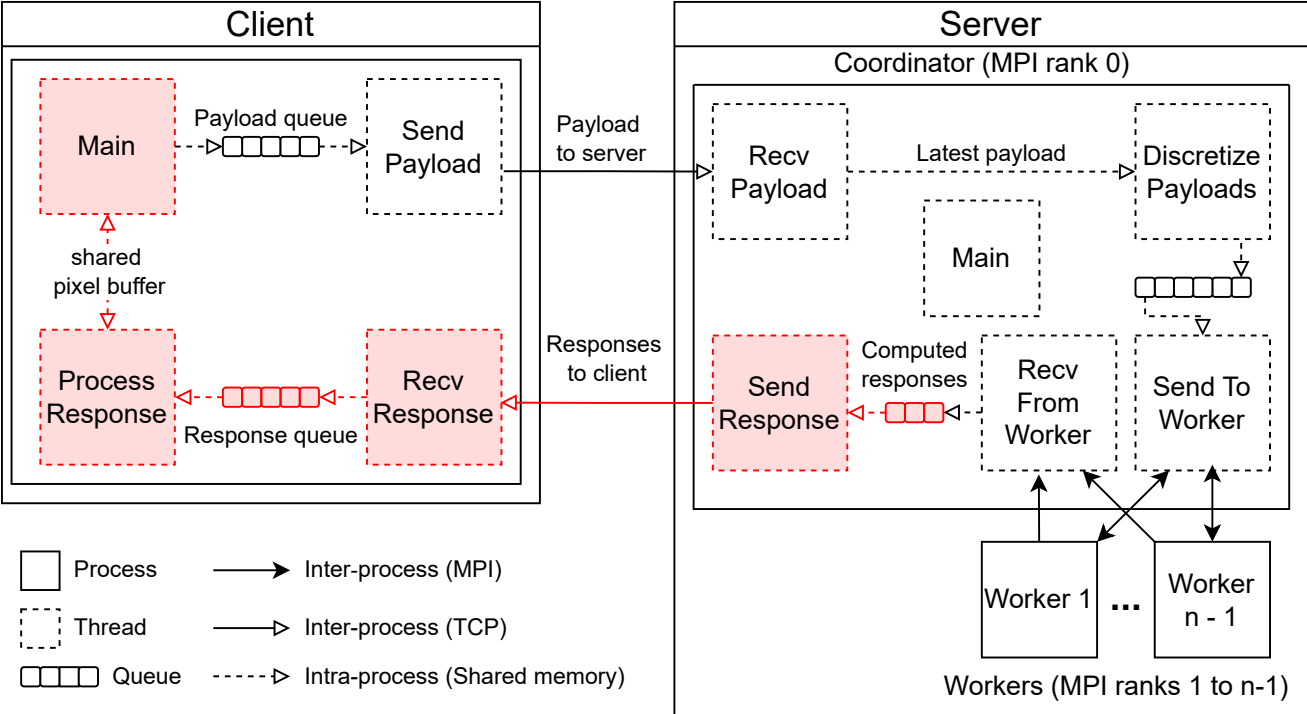 Client
Main
Payload queue
Send
Payload
shared
pixel buffer
Process
Response
Response queue
Recv
Response
Payload
to server
Responses
to client
Server
Coordinator (MPI rank 0)
Recv
Payload
Latest payload
Discretize
Payloads
Main
Send
Response
Computed
responses
Recv
From
Worker
Send To
Worker
Worker 1
...
Worker
n - 1
Workers (MPI ranks 1 to n-1)
Process
Inter-process (MPI)
Thread
Inter-process (TCP)
Queue
Intra-process (Shared memory)